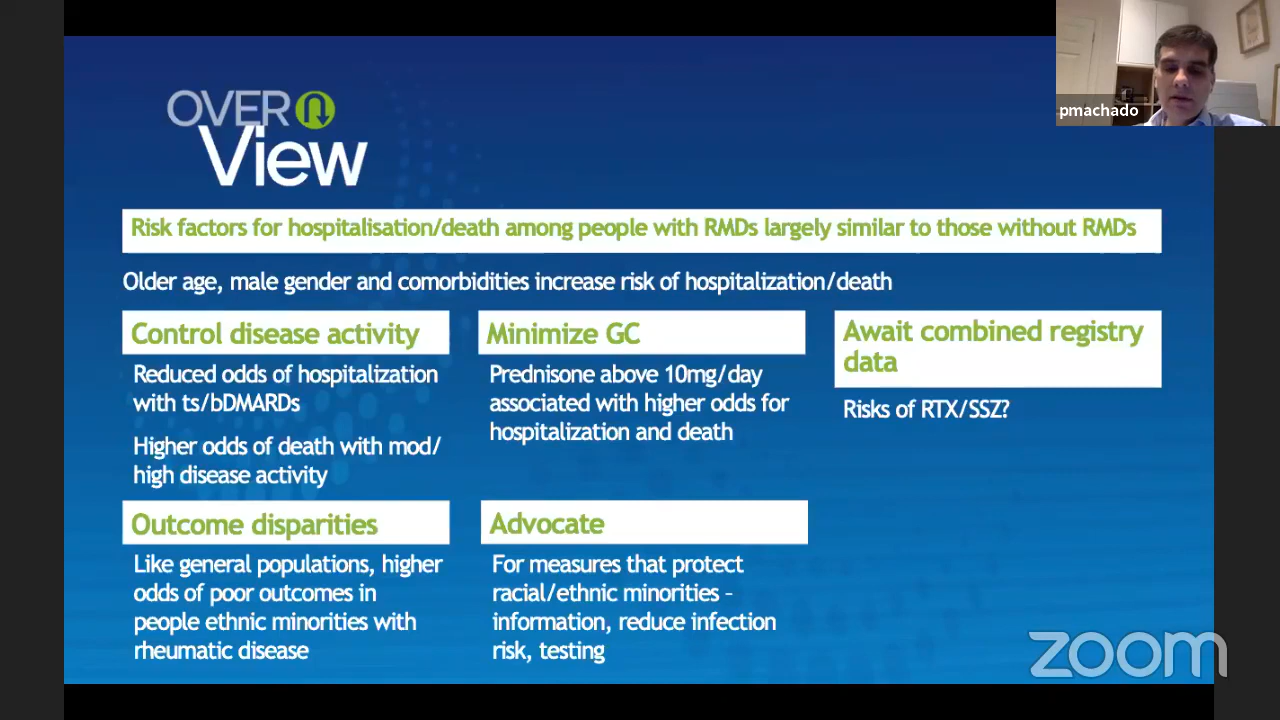 pmachado
OVER
View
Risk factors for hospitalisation/death among people with RMDs largely similar to those without RMDs
Older age, male gender and comorbidities increase risk of hospitalization/death
Control disease activity
Reduced odds of hospitalization
with ts/bDMARDs
Higher odds of death with mod/
high disease activity
Minimize GC
Prednisone above 10mg/day
associated with higher odds for
hospitalization and death
Await combined registry
data
Risks of RTX/SSZ?
Outcome disparities
Like general populations, higher
odds of poor outcomes in
people ethnic minorities with
rheumatic disease
Advocate
For measures that protect
racial/ethnic minorities –
information, reduce infection
risk, testing
zoom